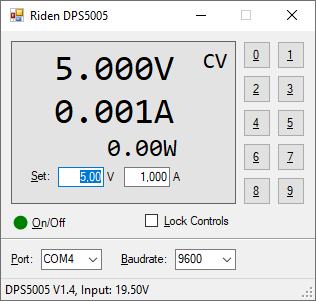 Riden DPS5005
5.000V CV
0.001A
0.00W
Set: 5,00 V 1,000 A
0 1
2 3
4 5
6 7
8 9
On/Off Lock Controls
Port: COM4 Baudrate: 9600
DPS5005 V1.4, Input: 19.50V